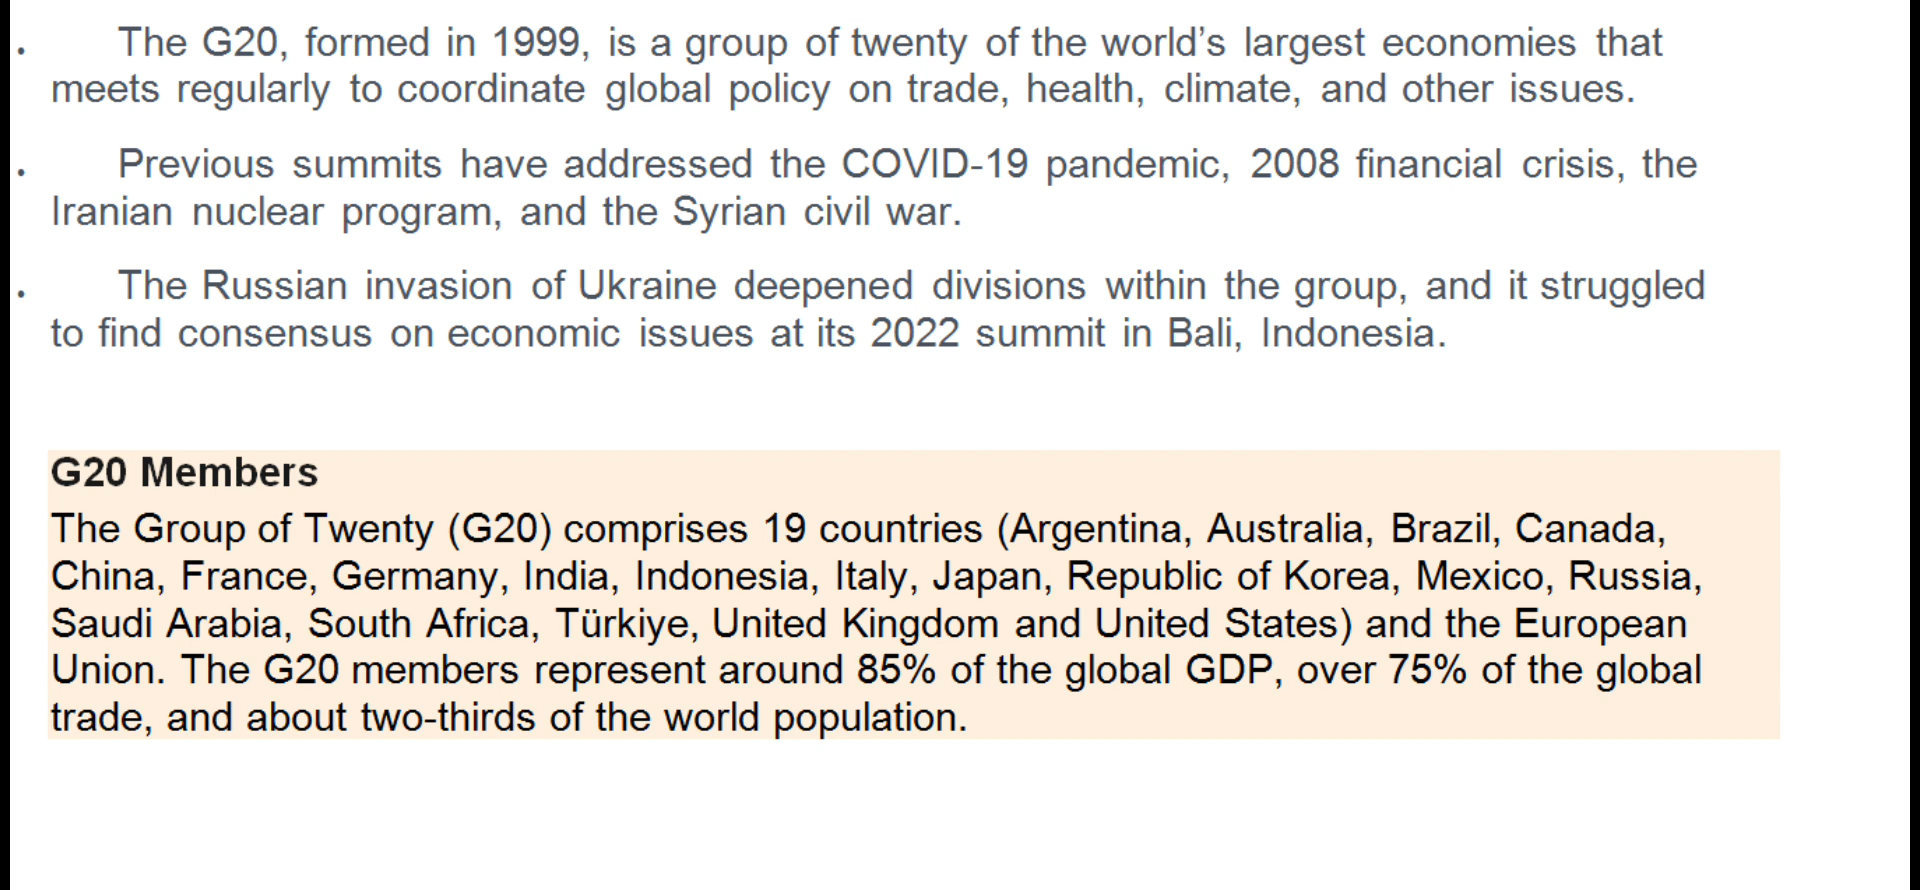 • The G20, formed in 1999, is a group of twenty of the world’s largest economies that
meets regularly to coordinate global policy on trade, health, climate, and other issues.
• Previous summits have addressed the COVID-19 pandemic, 2008 financial crisis, the
Iranian nuclear program, and the Syrian civil war.
• The Russian invasion of Ukraine deepened divisions within the group, and it struggled
to find consensus on economic issues at its 2022 summit in Bali, Indonesia.
G20 Members
The Group of Twenty (G20) comprises 19 countries (Argentina, Australia, Brazil, Canada,
China, France, Germany, India, Indonesia, Italy, Japan, Republic of Korea, Mexico, Russia,
Saudi Arabia, South Africa, Türkiye, United Kingdom and United States) and the European
Union. The G20 members represent around 85% of the global GDP, over 75% of the global
trade, and about two-thirds of the world population.